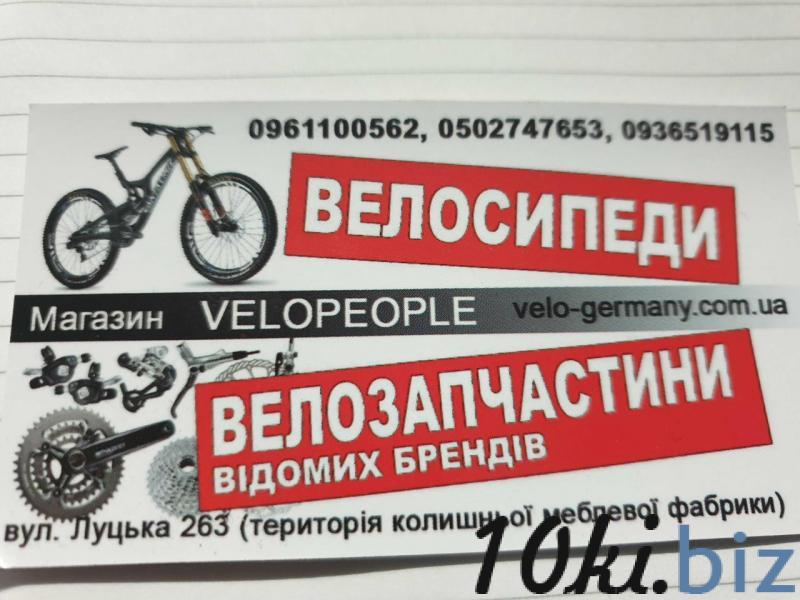 0961100562, 0502747653, 0936519115
ВЕЛОСИПЕДИ
Магазин VELOPEOPLE velo-germany.com.ua
ВЕЛОЗАПЧАСТИНИ
ВІДОМИХ БРЕНДІВ
вул. Луцька 263 (територія колишньої меблевої фабрики)
10ki.biz